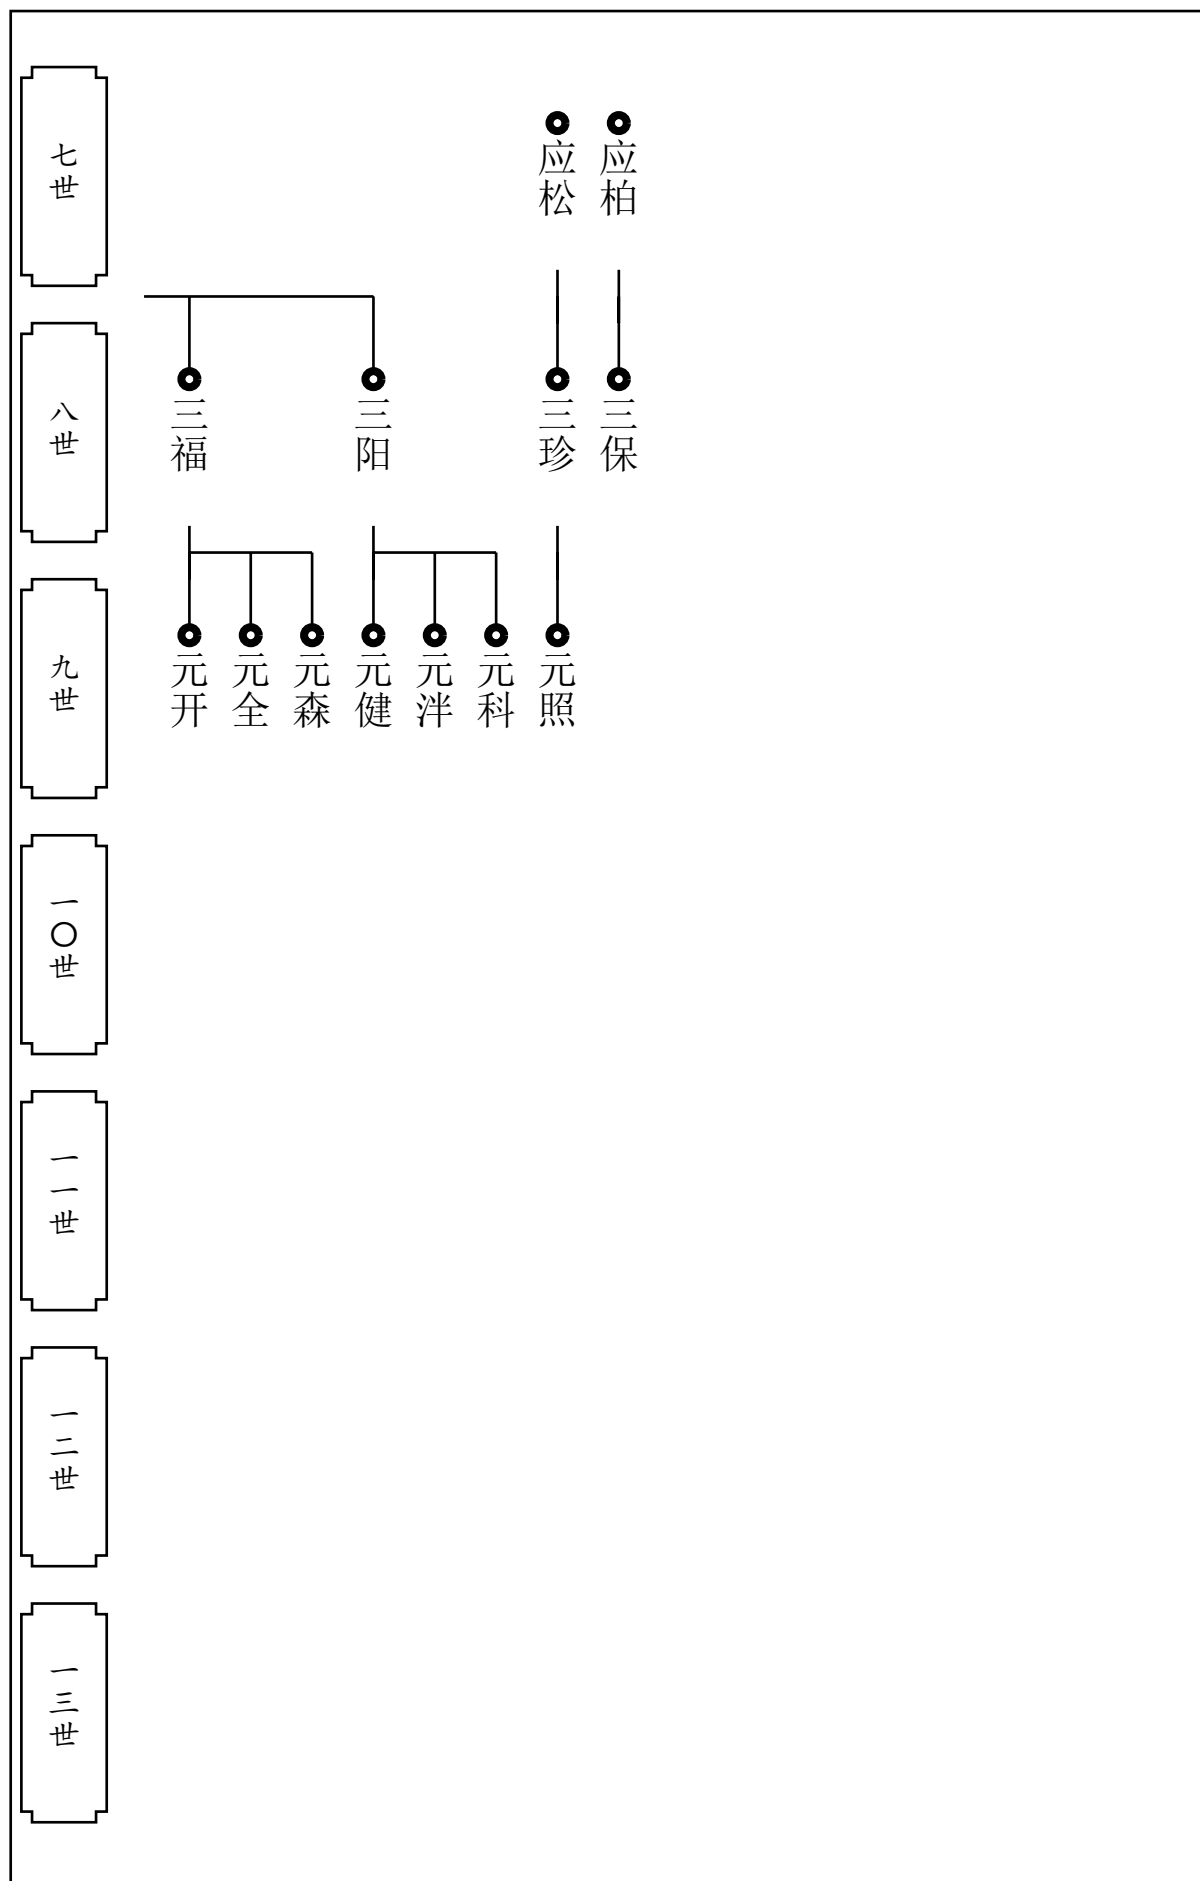 七世
应松
应柏
八世
三福
三阳
三珍
三保
九世
元开
元全
元森
元健
元泮
元科
元照
一〇世
一一世
一二世
一三世